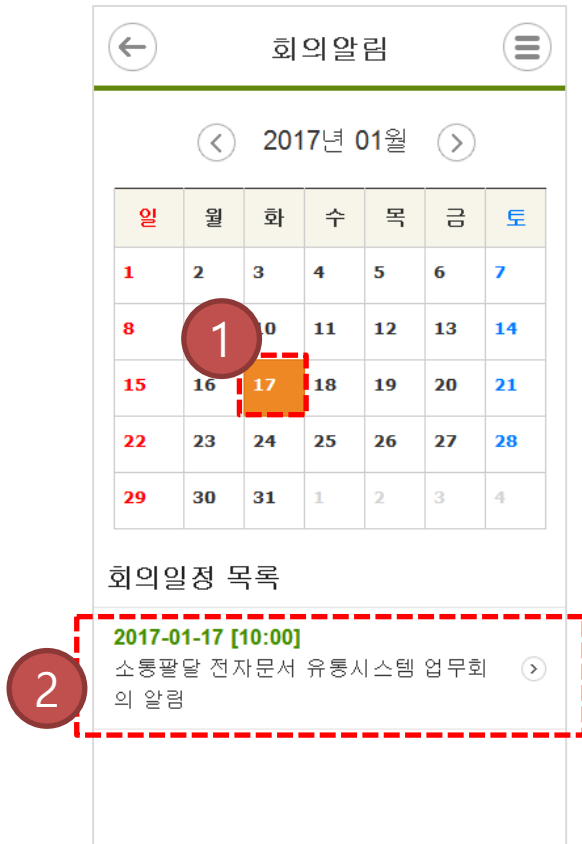 회의알림
2017년 01월
일 월 화 수 목 금 토
1 2 3 4 5 6 7
8 10 11 12 13 14
1
15 16 17 18 19 20 21
22 23 24 25 26 27 28
29 30 31 1 2 3 4
회의일정 목록
2017-01-17 [10:00]
소통팔달 전자문서 유통시스템 업무회
의 알림
2